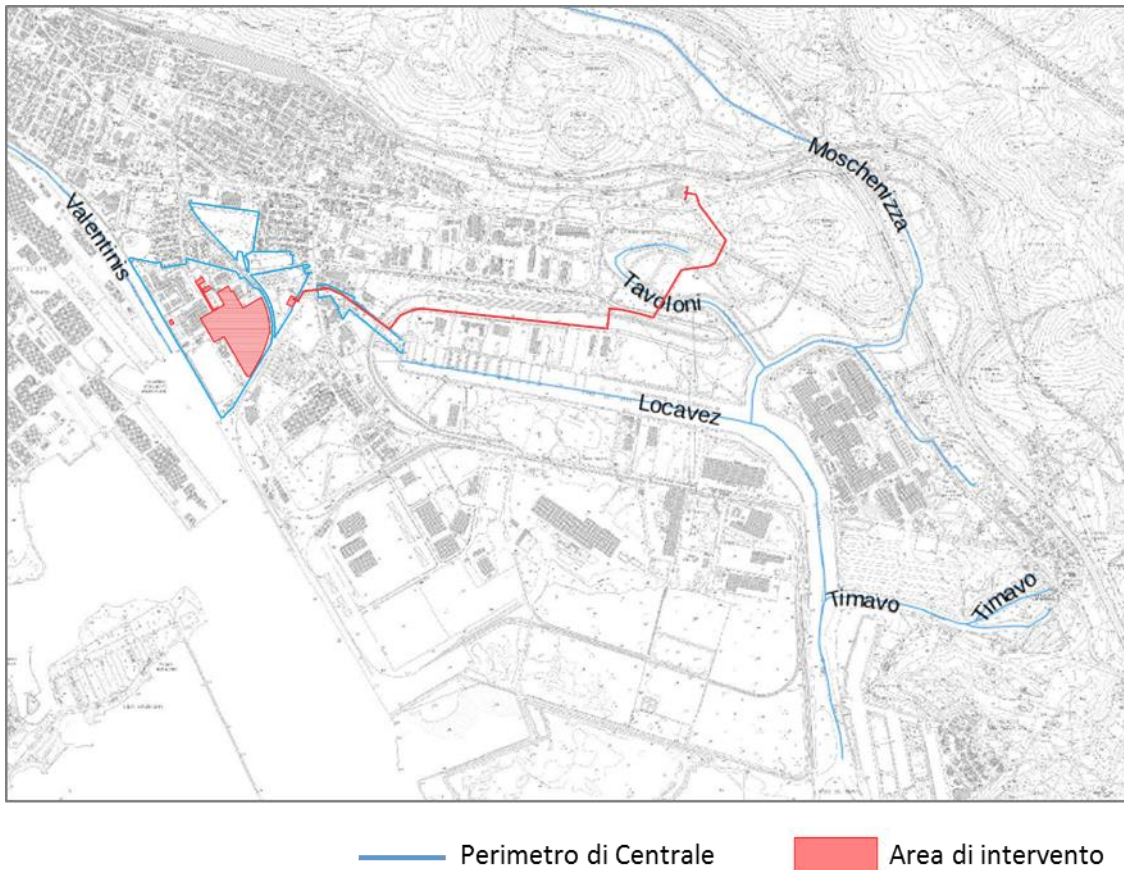 Moschenizza
Valentinis
Tavoloni
Locavez
Timavo
Timavo
Perimetro di Centrale
Area di intervento